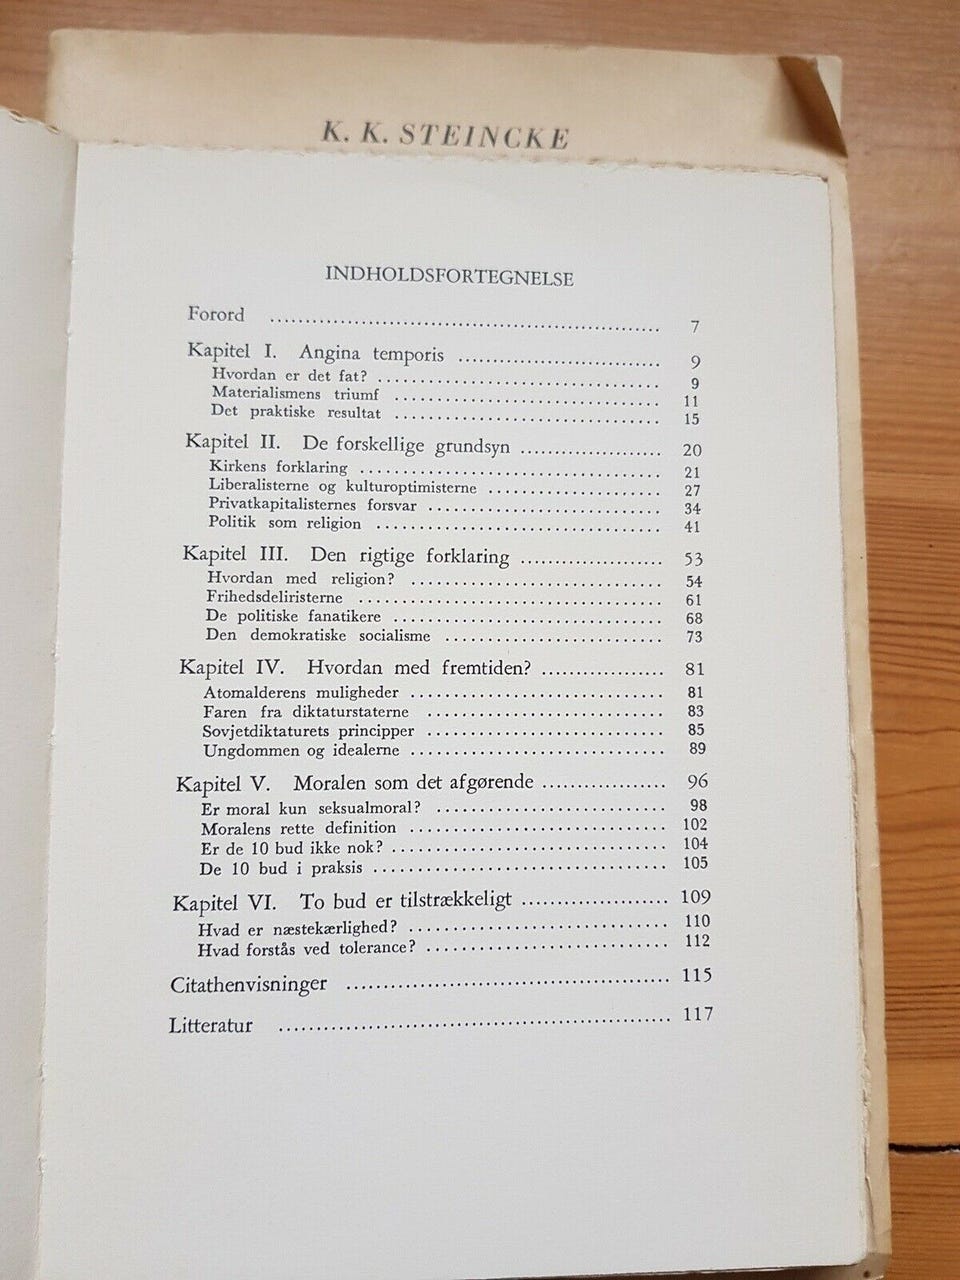 K. K. STEINCKE
INDHOLDSFORTEGNELSE
Forord ........................................................ 7
Kapitel I. Angina temporis ............................. 9
Hvordan er det fat? ........................................ 9
Materialismens triumf ...................................... 11
Det praktiske resultat ...................................... 15
Kapitel II. De forskellige grundsyn .................... 20
Kirkens forklaring ........................................... 21
Liberalisterne og kulturoptimisterne ......................... 27
Privatkapitalisternes forsvar .................................. 34
Politik som religion ......................................... 41
Kapitel III. Den rigtige forklaring .................... 53
Hvordan med religion? .................................... 54
Frihedsdeliristerne ........................................... 61
De politiske fanatikere ....................................... 68
Den demokratiske socialisme ................................ 73
Kapitel IV. Hvordan med fremtiden? .................. 81
Atomalderens muligheder .................................... 81
Faren fra diktaturstaterne .................................. 83
Sovjetdiktaturets principper .................................. 85
Ungdommen og idealerne .................................... 89
Kapitel V. Moralen som det afgørende .................. 96
Er moral kun seksualmoral? ................................. 98
Moralens rette definition .................................... 102
Er de 10 bud ikke nok? ...................................... 104
De 10 bud i praksis ......................................... 105
Kapitel VI. To bud er tilstrækkeligt .................... 109
Hvad er næstekærlighed? .................................... 110
Hvad forstås ved tolerance? ................................. 112
Citathenvisninger ............................................. 115
Litteratur ..................................................... 117